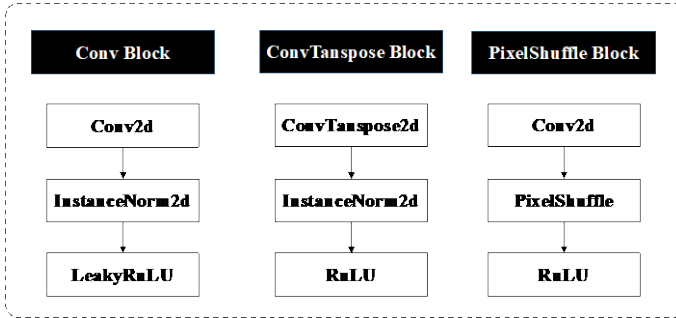 Conv Block
ConvTanspose Block
PixelShuffle Block
Conv2d
ConvTanspose2d
Conv2d
InstanceNorm2d
InstanceNorm2d
PixelShuffle
LeakyRuLU
RuLU
RuLU